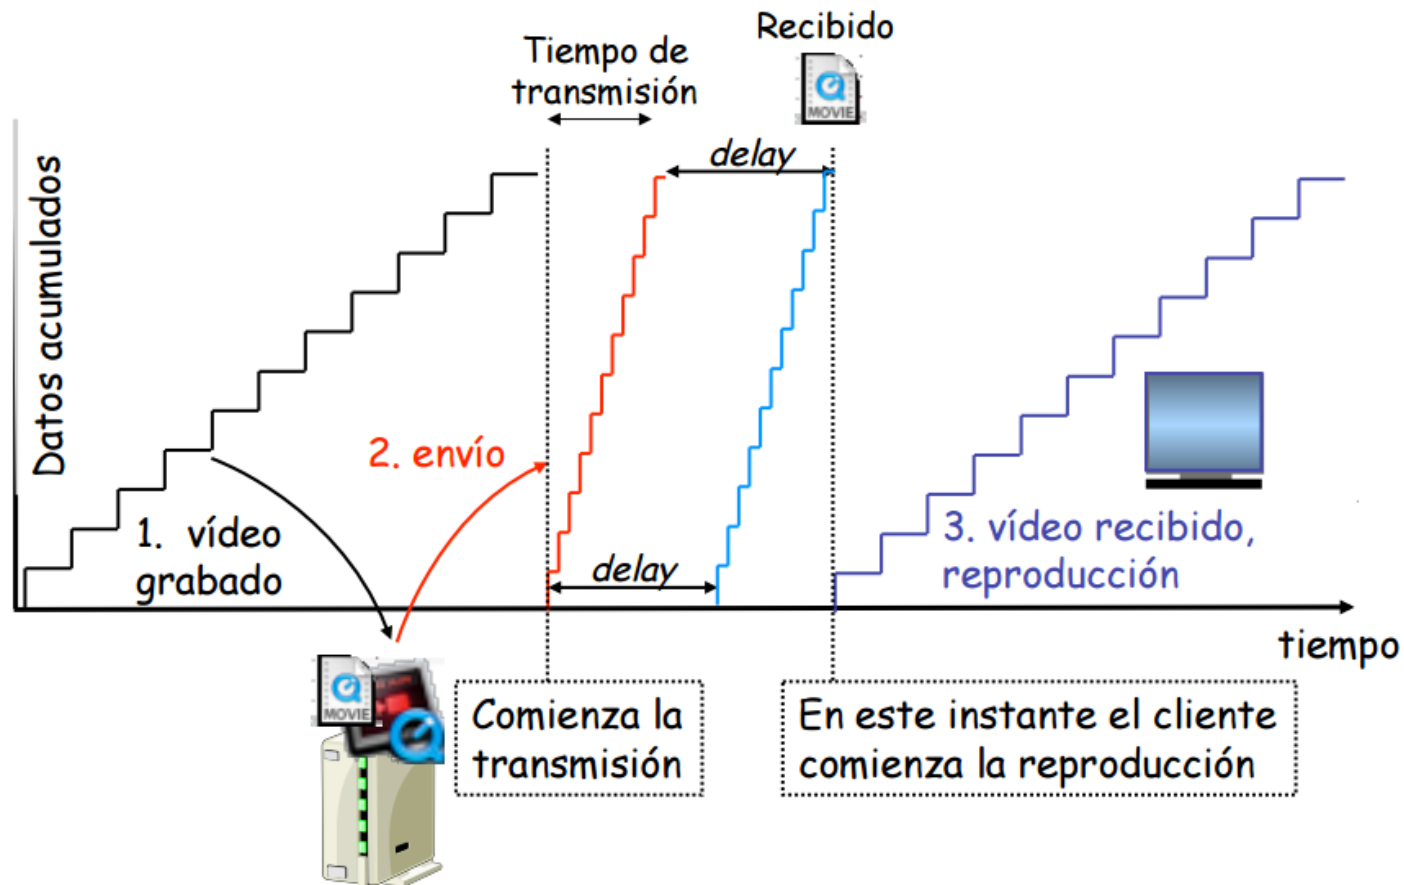 Recibido
Tiempo de
transmisión
MOVIE
delay
Datos acumulados
2. envío
1. vídeo
grabado
delay
3. vídeo recibido,
reproducción
tiempo
MOVIE
Comienza la
transmisión
En este instante el cliente
comienza la reproducción